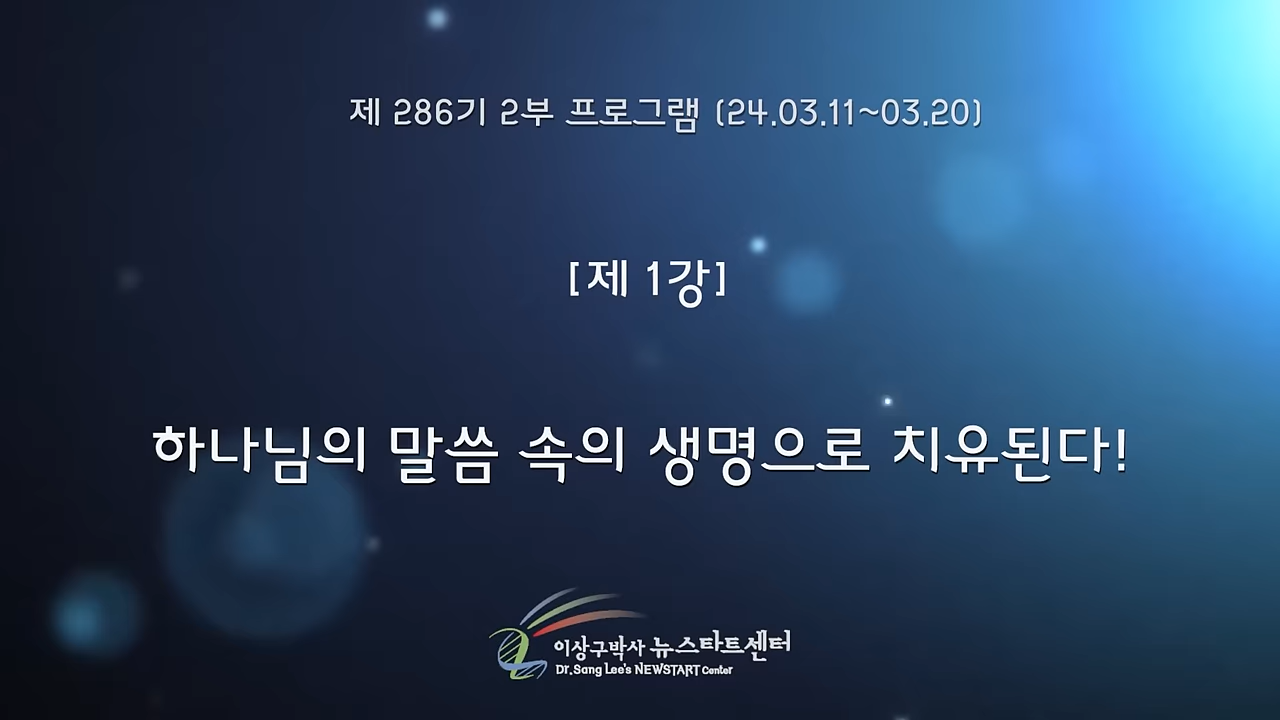 제 286기 2부 프로그램 (24.03.11~03.20)
[제 1강]
하나님의 말씀 속의 생명으로 치유된다!
이상구박사 뉴스타트센터
Dr.Sang Lee's NEWSTART Center